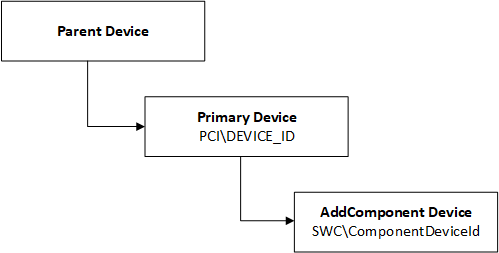 Parent Device
Primary Device
PCI\DEVICE_ID
AddComponent Device
SWC\ComponentDeviceId